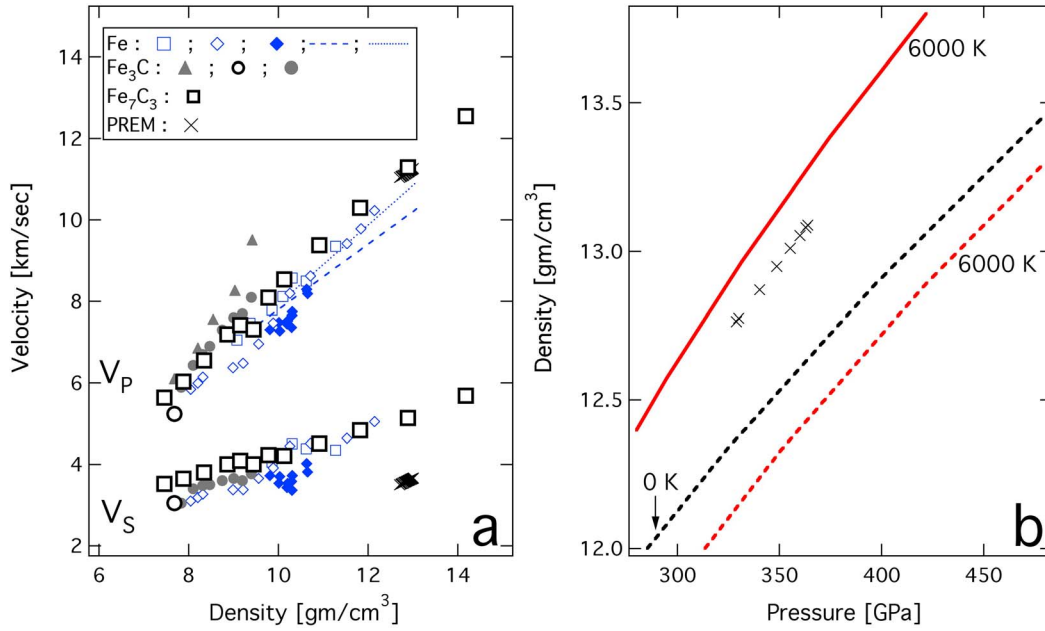 Fe : ; ; ; ;
Fe3C : ; ;
Fe7C3 :
PREM :
12
10
8
6
4
2
Velocity [km/sec]
VP
VS
a
6
8
10
12
14
Density [gm/cm3]
13.5
13.0
12.5
12.0
Density [gm/cm3]
6000 K
6000 K
0 K
b
300
350
400
450
Pressure [GPa]